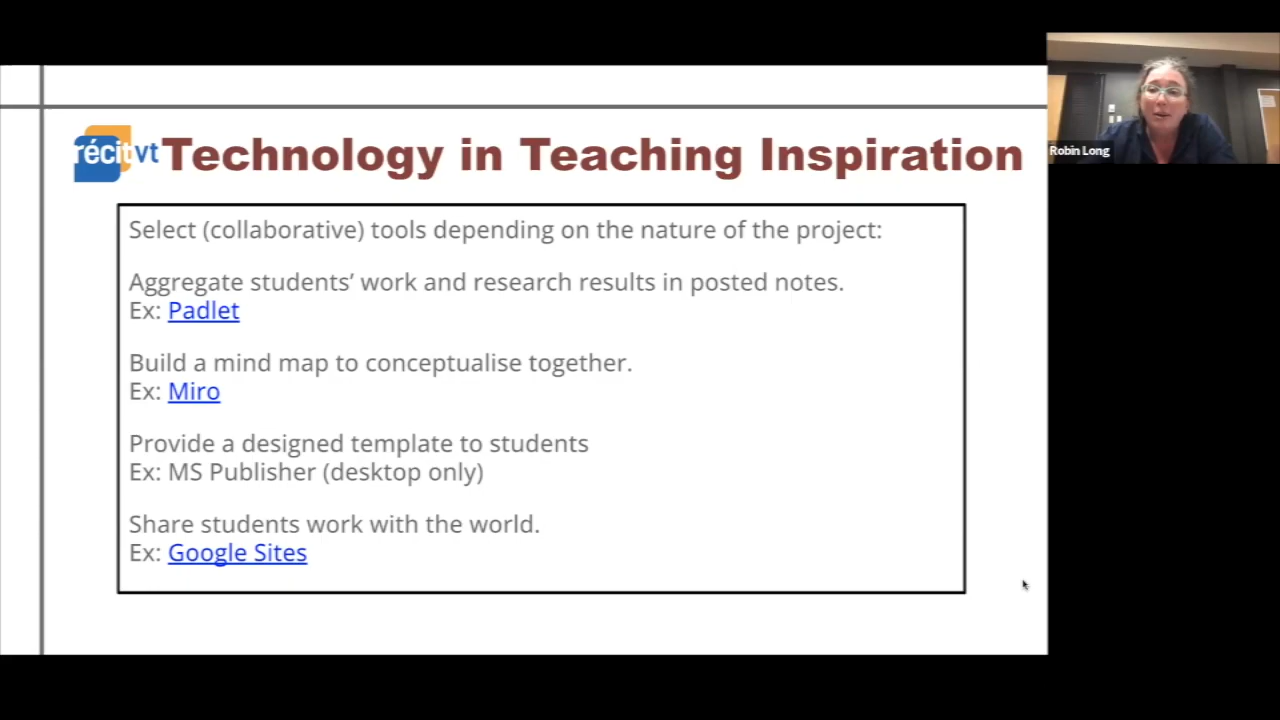 récit vt
Technology in Teaching Inspiration
Robin Long
Select (collaborative) tools depending on the nature of the project:
Aggregate students’ work and research results in posted notes.
Ex: Padlet
Build a mind map to conceptualise together.
Ex: Miro
Provide a designed template to students
Ex: MS Publisher (desktop only)
Share students work with the world.
Ex: Google Sites